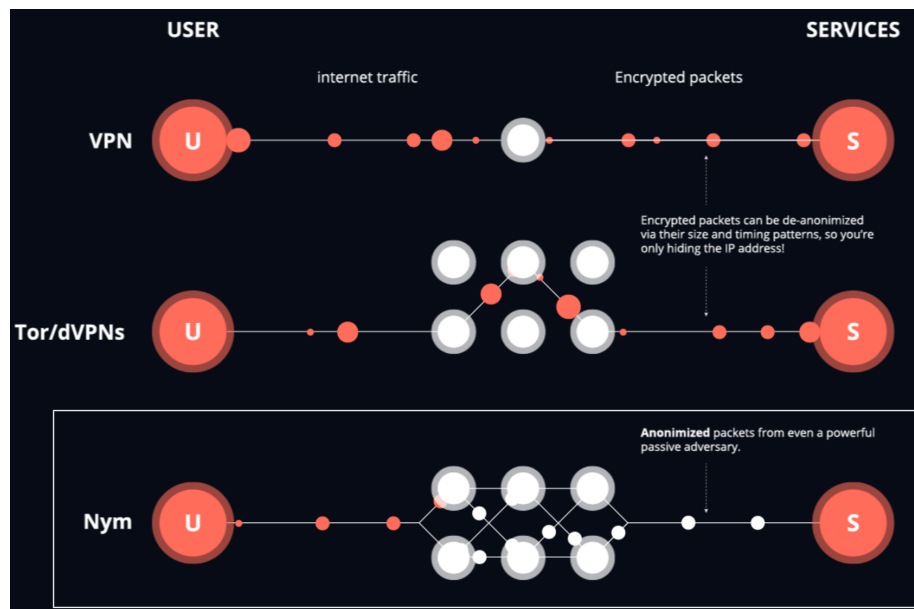 USER
SERVICES
internet traffic
Encrypted packets
VPN
U
S
Encrypted packets can be de-anonimized
via their size and timing patterns, so you're
only hiding the IP address!
Tor/dVPNs
U
S
Anonimized packets from even a powerful
passive adversary.
Nym
U
S